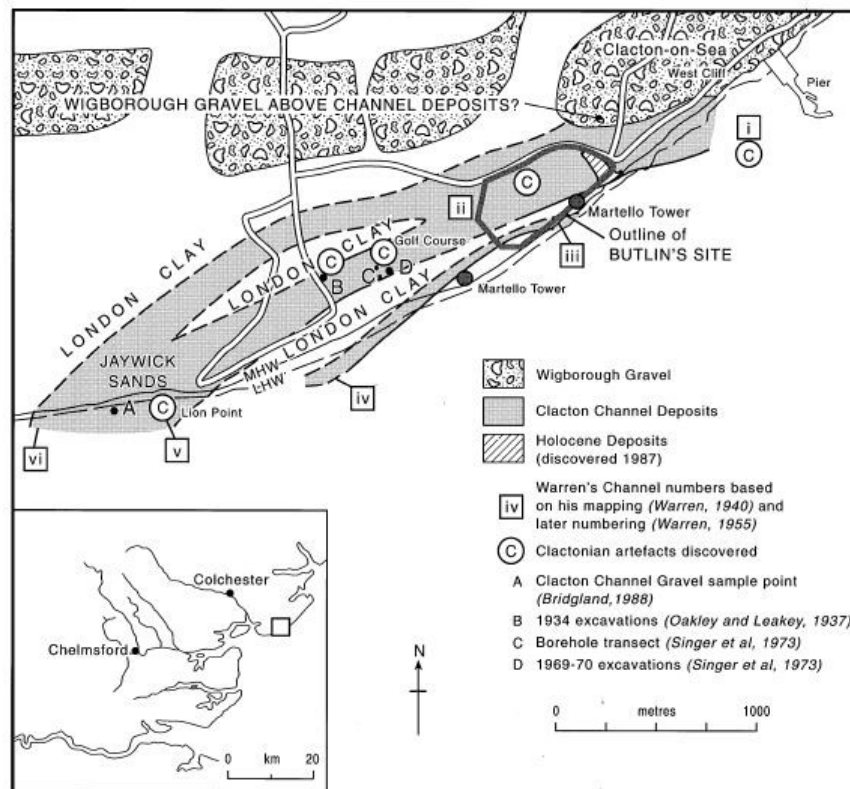 Clacton-on-Sea
West Cliff
Pier
WIGBOROUGH GRAVEL ABOVE CHANNEL DEPOSITS?
i
C
C
ii
Martello Tower
Outline of
BUTLIN'S SITE
iii
LONDON CLAY
LONDON CLAY
C
C
Golf Course
B
C
D
LONDON CLAY
Martello Tower
JAYWICK
SANDS
MHW
LHW
iv
A
C
Lion Point
vi
v
Wigborough Gravel
Clacton Channel Deposits
Holocene Deposits
(discovered 1987)
iv
Warren's Channel numbers based
on his mapping (Warren, 1940) and
later numbering (Warren, 1955)
C Clactonian artefacts discovered
A Clacton Channel Gravel sample point
(Bridgland,1988)
B 1934 excavations (Oakley and Leakey, 1937)
C Borehole transect (Singer et al, 1973)
D 1969-70 excavations (Singer et al, 1973)
N
0 metres 1000
Colchester
Chelmsford
0 km 20